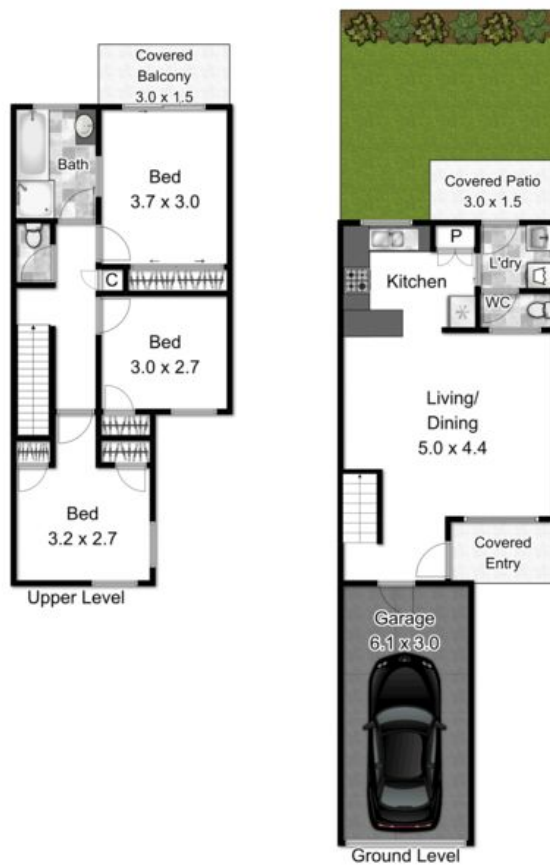 Covered
Balcony
3.0 x 1.5
Bath
Bed
3.7 x 3.0
C
Bed
3.0 x 2.7
Bed
3.2 x 2.7
Upper Level
Covered Patio
3.0 x 1.5
P
L'dry
Kitchen
WC
Living/
Dining
5.0 x 4.4
Covered
Entry
Garage
6.1 x 3.0
Ground Level